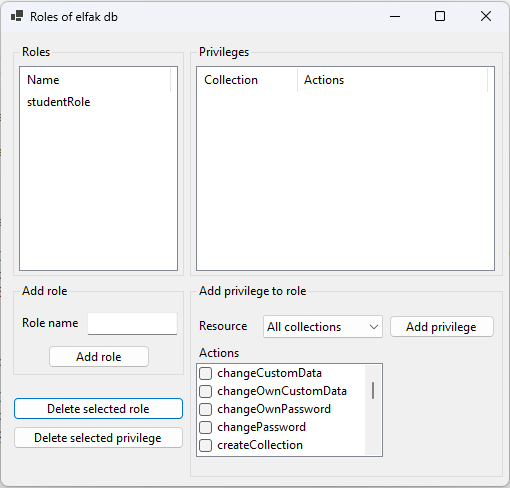 Roles of elfak db
Roles
Name
studentRole
Privileges
Collection Actions
Add role
Role name
Add role
Delete selected role
Delete selected privilege
Add privilege to role
Resource All collections Add privilege
Actions
changeCustomData
changeOwnCustomData
changeOwnPassword
changePassword
createCollection